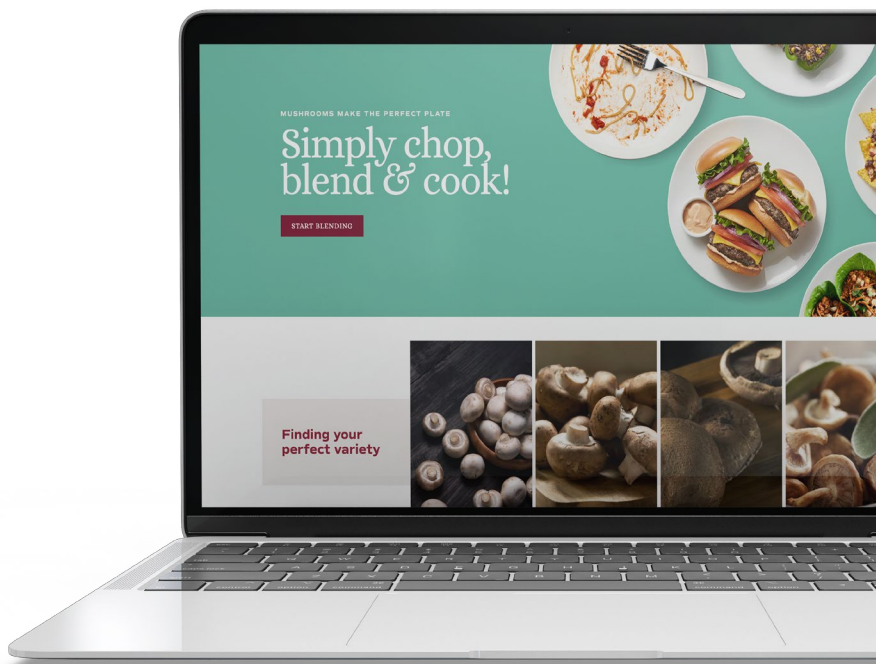 MUSHROOMS MAKE THE PERFECT PLATE
Simply chop,
blend & cook!
START BLENDING
Finding your
perfect variety